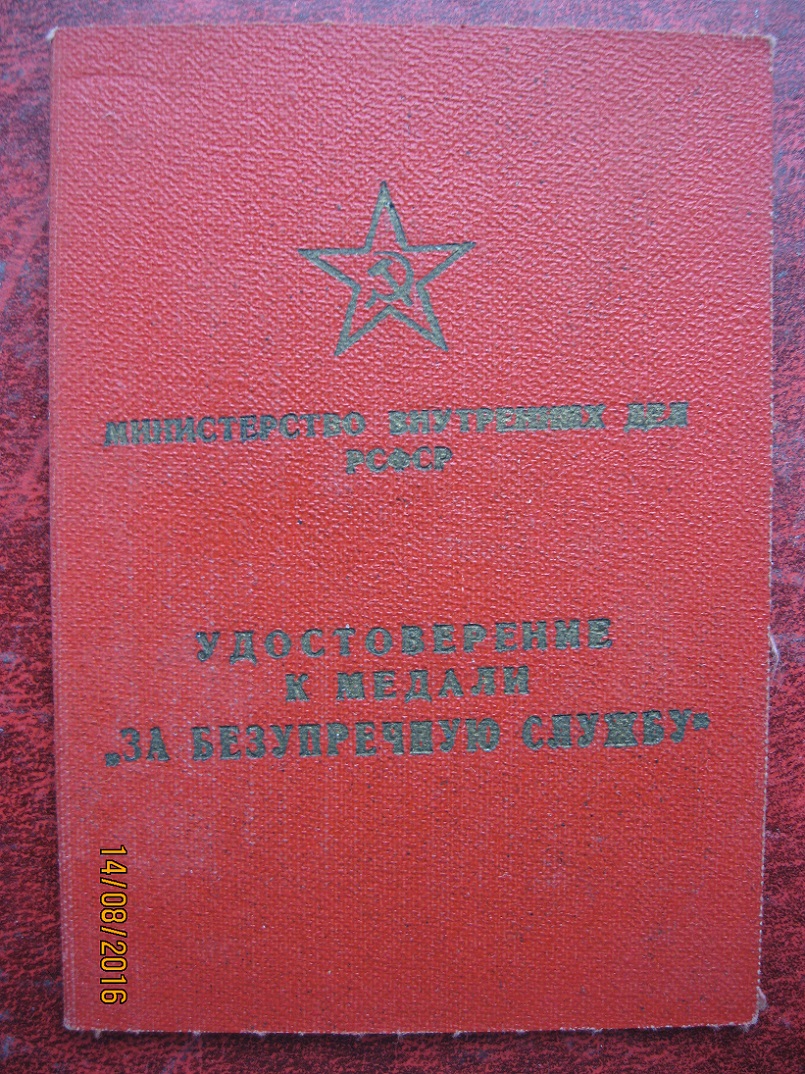 МИНИСТЕРСТВО ВНУТРЕННИХ ДЕЛ
РСФСР
УДОСТОВЕРЕНИЕ
К МЕДАЛИ
„ЗА БЕЗУПРЕЧНУЮ СЛУЖБУ"
14/08/2016